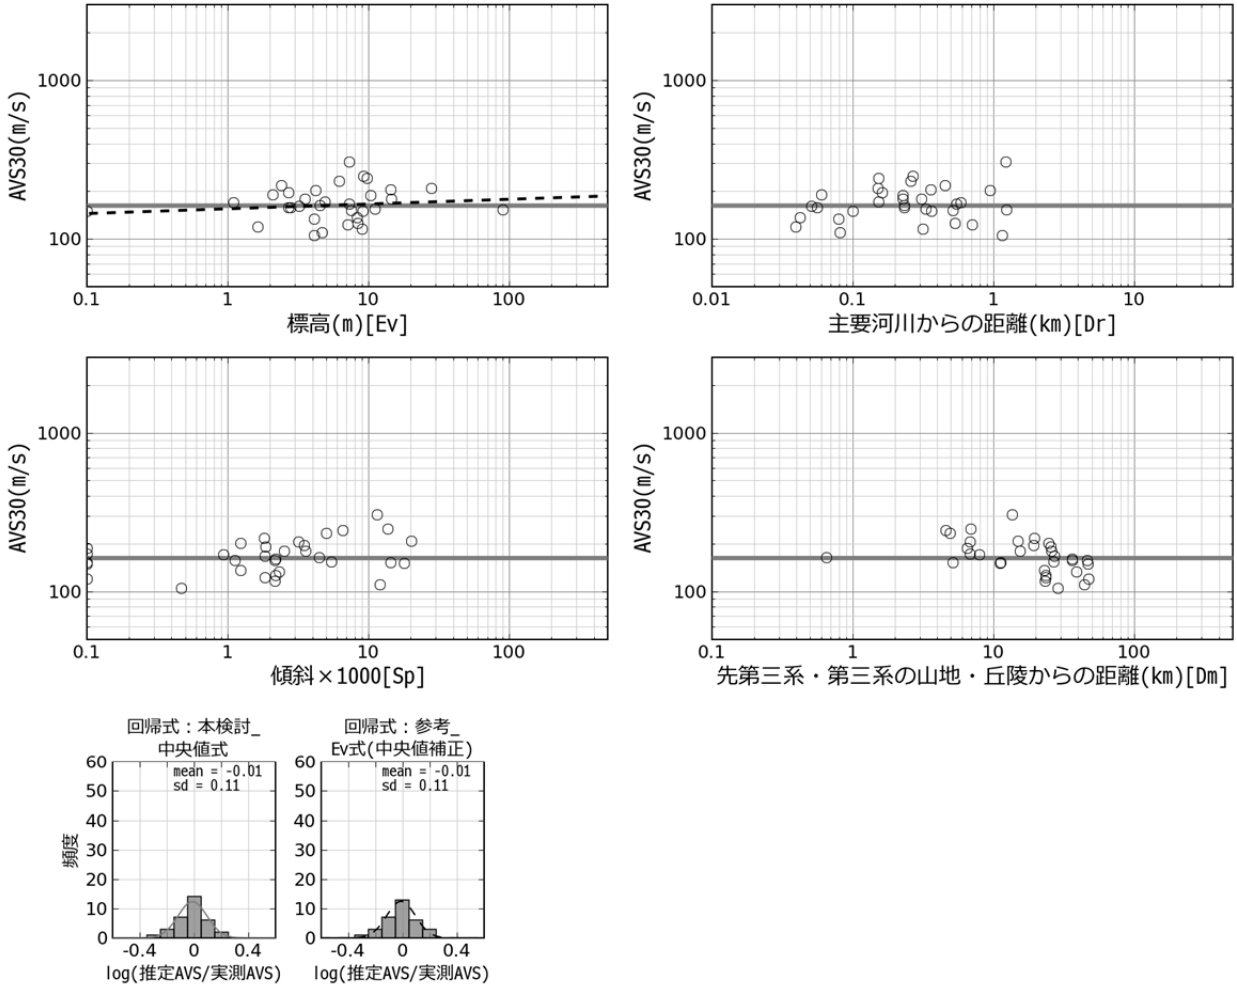 AVS30(m/s)
1000
100
0.1
1
10
100
標高(m)[Ev]
AVS30(m/s)
1000
100
0.01
0.1
1
10
主要河川からの距離(km)[Dr]
AVS30(m/s)
1000
100
0.1
1
10
100
傾斜×1000[Sp]
AVS30(m/s)
1000
100
0.1
1
10
100
先第三系・第三系の山地・丘陵からの距離(km)[Dm]
回帰式：本検討_
中央値式
mean = -0.01
sd = 0.11
頻度
60
50
40
30
20
10
0
-0.4
0
0.4
log(推定AVS/実測AVS)
回帰式：参考_
Ev式(中央値補正)
mean = -0.01
sd = 0.11
60
50
40
30
20
10
0
-0.4
0
0.4
log(推定AVS/実測AVS)